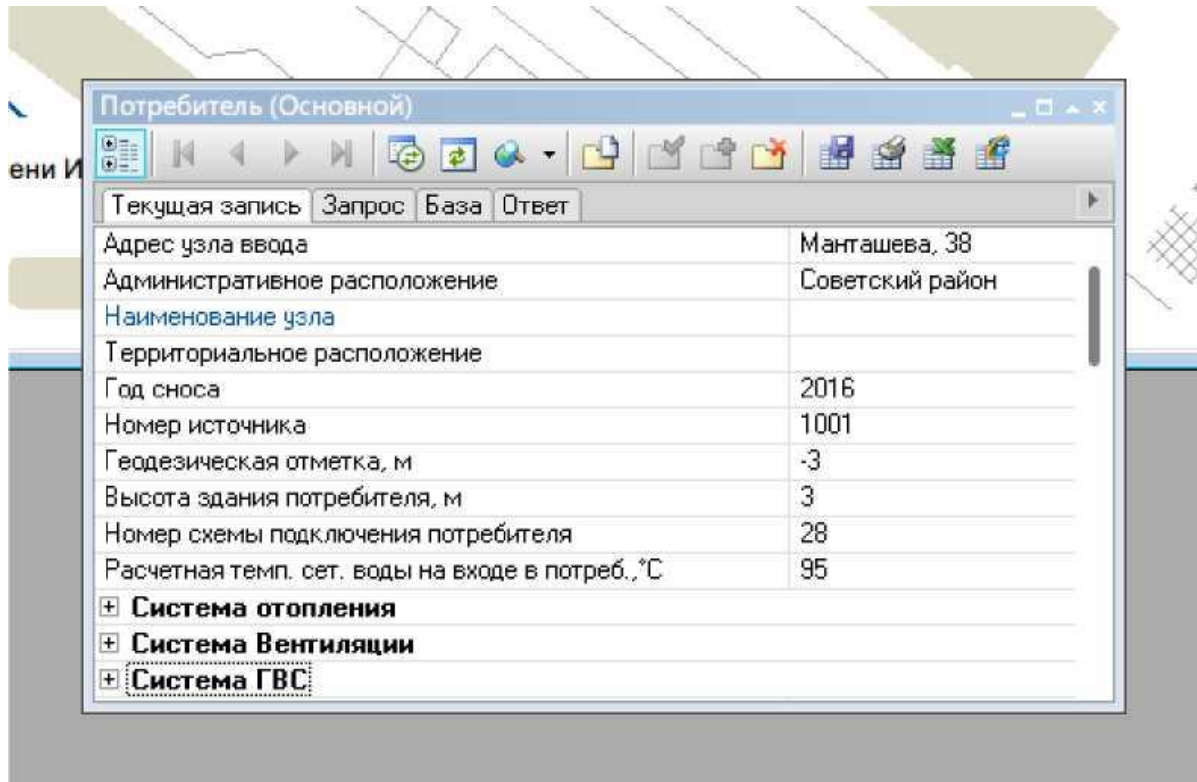 Потребитель (Основной)
ени И
Текущая запись Запрос База Ответ
Адрес узла ввода Манташева, 38
Административное расположение Советский район
Наименование узла
Территориальное расположение
Год сноса 2016
Номер источника 1001
Геодезическая отметка, м -3
Высота здания потребителя, м 3
Номер схемы подключения потребителя 28
Расчетная темп. сет. воды на входе в потреб.,°C 95
Система отопления
Система Вентиляции
Система ГВС